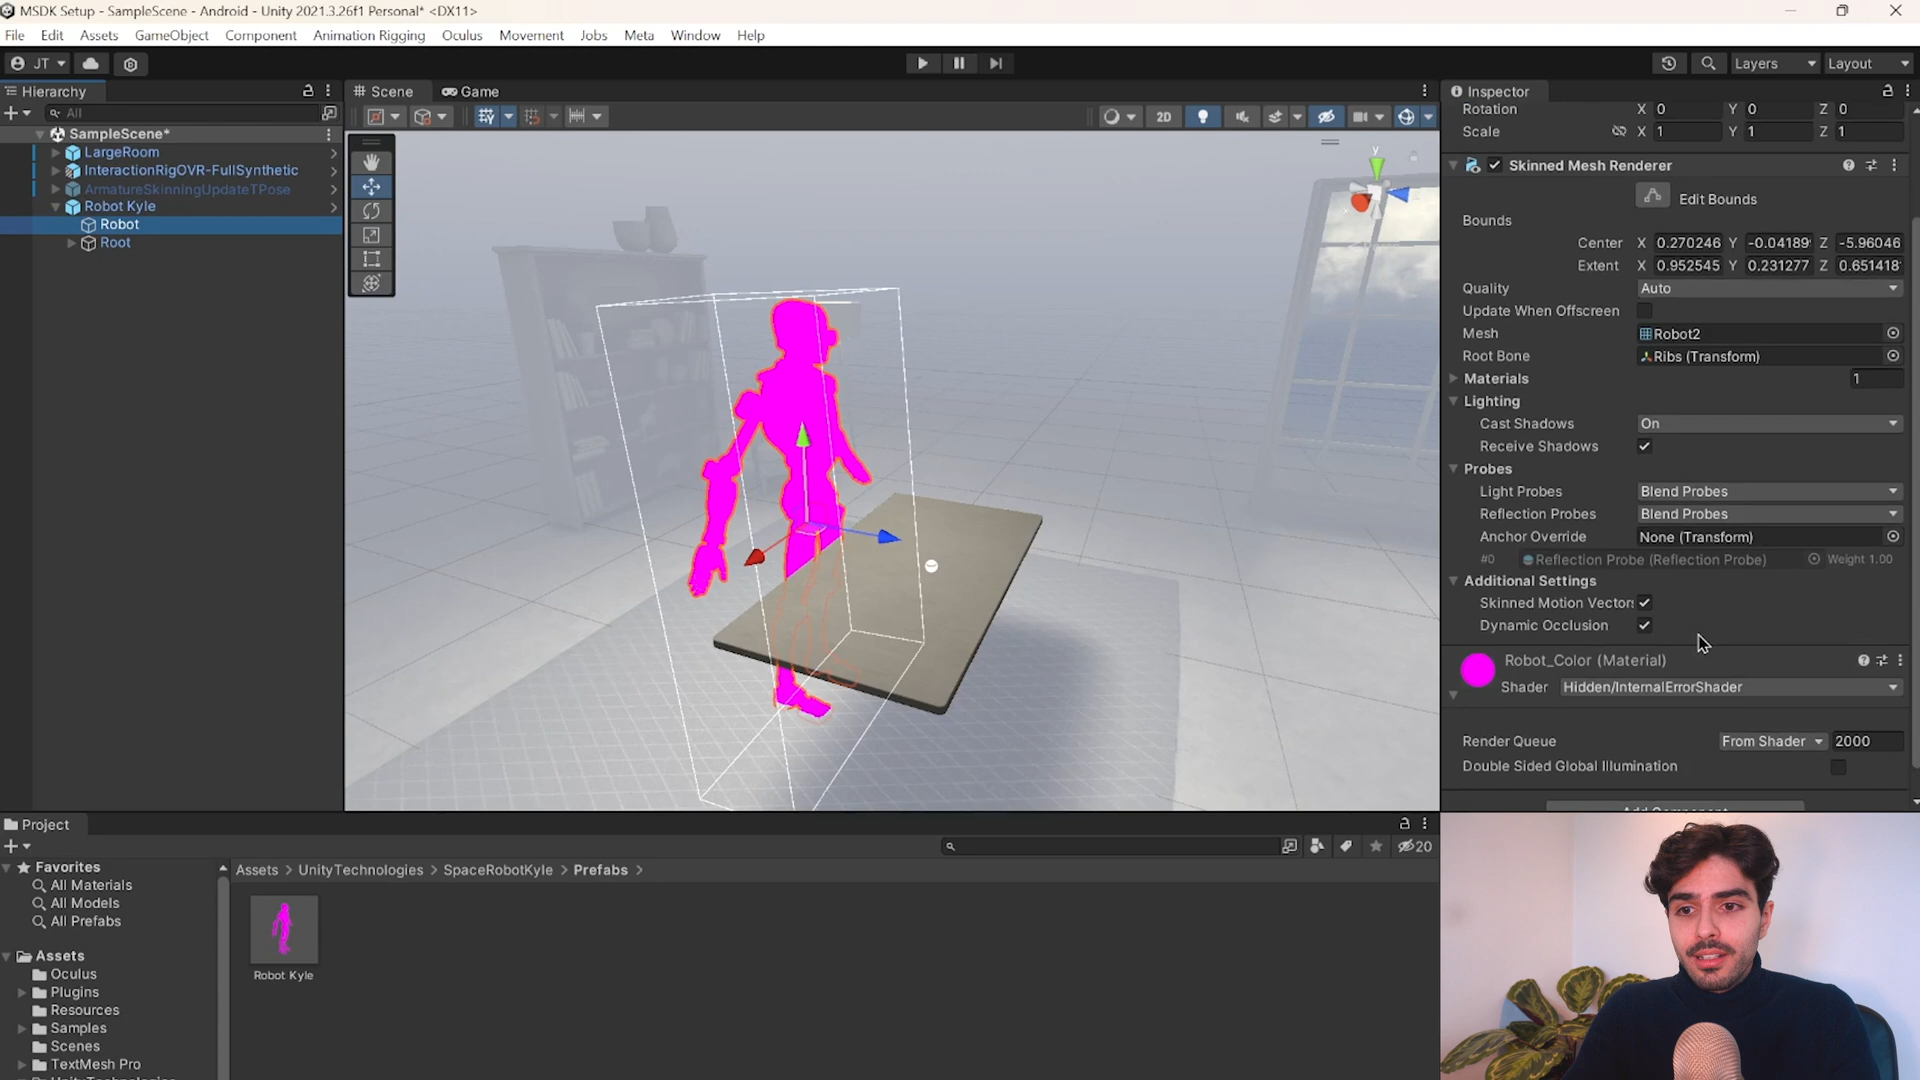 MSDK Setup - SampleScene - Android - Unity 2021.3.26f1 Personal* <DX11>
File Edit Assets GameObject Component Animation Rigging Oculus Movement Jobs Meta Window Help
JT Layers Layout
Hierarchy
All
SampleScene*
LargeRoom
InteractionRigOVR-FullSynthetic
ArmatureSkinningUpdateTPose
Robot Kyle
Robot
Root
Scene Game
2D
y
Inspector
Rotation X 0 Y 0 Z 0
Scale X 1 Y 1 Z 1
Skinned Mesh Renderer
Edit Bounds
Bounds
Center X 0.270246 Y -0.04189 Z -5.96046
Extent X 0.952545 Y 0.231277 Z 0.651418
Quality Auto
Update When Offscreen
Mesh Robot2
Root Bone Ribs (Transform)
Materials 1
Lighting
Cast Shadows On
Receive Shadows
Probes
Light Probes Blend Probes
Reflection Probes Blend Probes
Anchor Override None (Transform)
#0 Reflection Probe (Reflection Probe) Weight 1.00
Additional Settings
Skinned Motion Vectors
Dynamic Occlusion
Robot_Color (Material)
Shader Hidden/InternalErrorShader
Render Queue From Shader 2000
Double Sided Global Illumination
Project
20
Favorites
All Materials
All Models
All Prefabs
Assets
Oculus
Plugins
Resources
Samples
Scenes
TextMesh Pro
Assets > UnityTechnologies > SpaceRobotKyle > Prefabs >
Robot Kyle